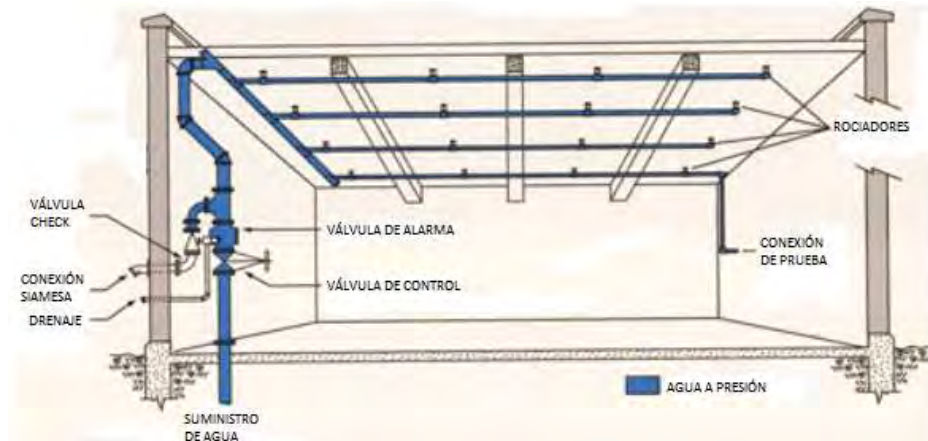 ROCIADORES
VÁLVULA
CHECK
VÁLVULA DE ALARMA
CONEXIÓN
DE PRUEBA
CONEXIÓN
SIAMESA
VÁLVULA DE CONTROL
DRENAJE
AGUA A PRESIÓN
SUMINISTRO
DE AGUA